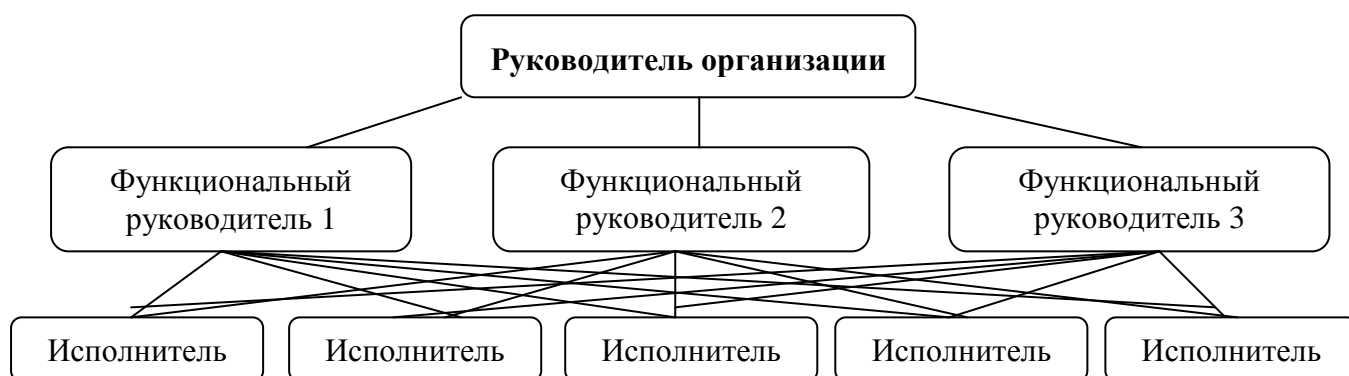 Руководитель организации
Функциональный
руководитель 1
Функциональный
руководитель 2
Функциональный
руководитель 3
Исполнитель
Исполнитель
Исполнитель
Исполнитель
Исполнитель